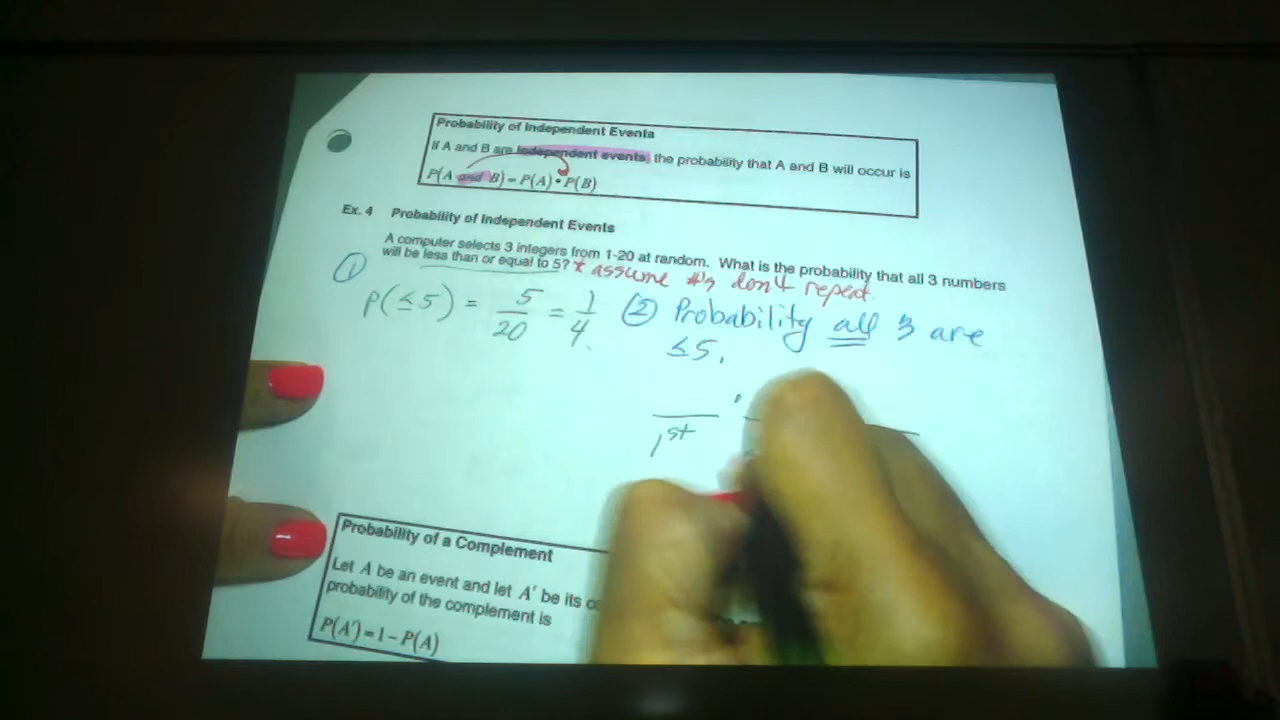 Probability of Independent Events
If A and B are independent events, the probability that A and B will occur is
P(A and B) = P(A) • P(B)
Ex. 4 Probability of Independent Events
A computer selects 3 integers from 1-20 at random. What is the probability that all 3 numbers
will be less than or equal to 5? * assume #'s don't repeat.
① P(≤5) = 5/20 = 1/4.
② Probability all 3 are
≤5.
1st
Probability of a Complement
Let A be an event and let A' be its
probability of the complement is
P(A') = 1 - P(A)